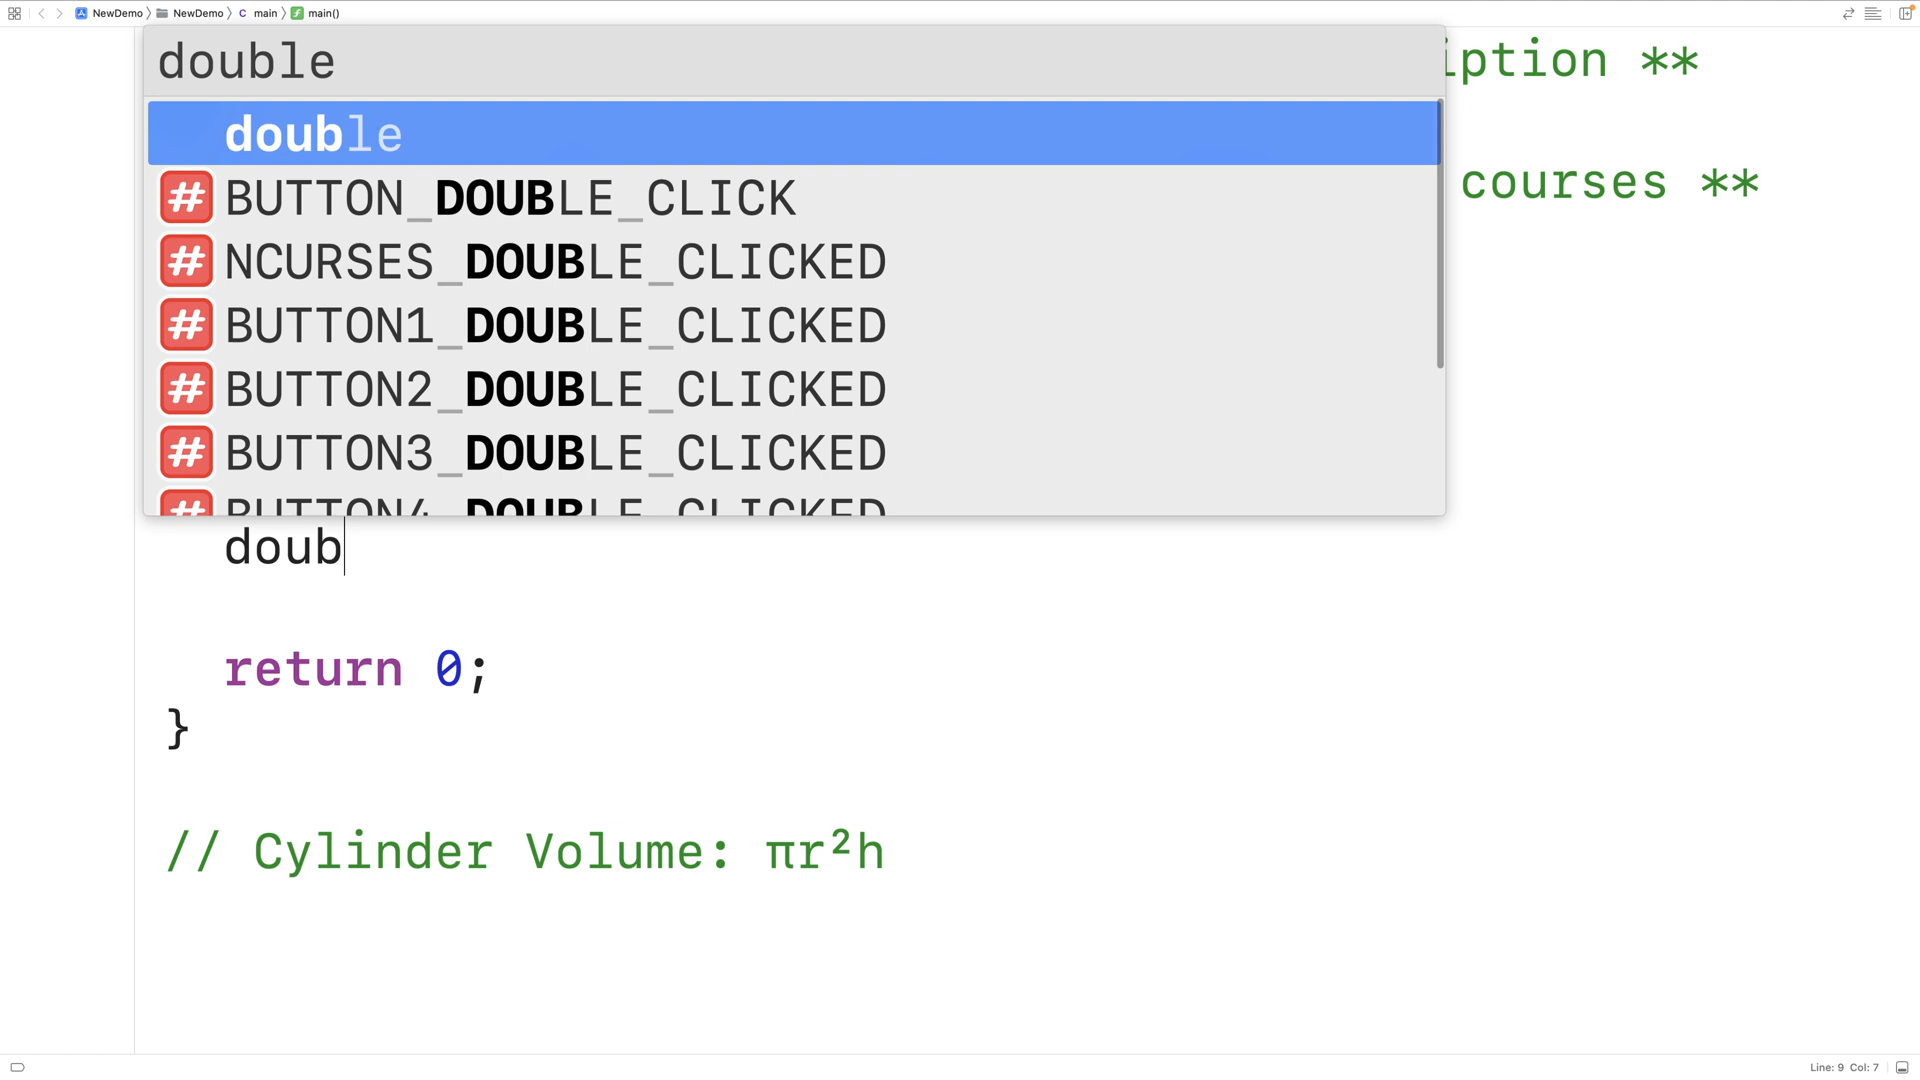 NewDemo NewDemo C main f main()
double
iption **
double
# BUTTON_DOUBLE_CLICK
courses **
# NCURSES_DOUBLE_CLICKED
# BUTTON1_DOUBLE_CLICKED
# BUTTON2_DOUBLE_CLICKED
# BUTTON3_DOUBLE_CLICKED
# BUTTON4_DOUBLE_CLICKED
doub
return 0;
}
// Cylinder Volume: πr²h
Line: 9 Col: 7